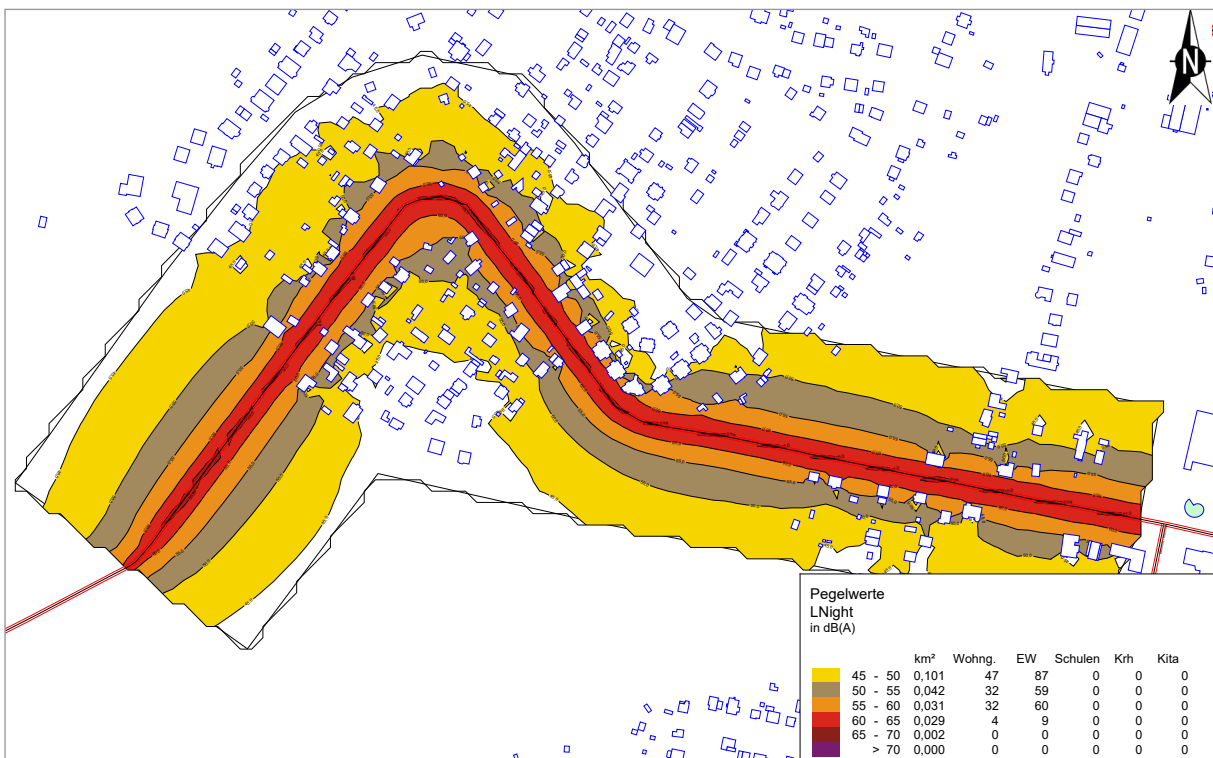 N
Pegelwerte
LNight
in dB(A)
km² Wohng. EW Schulen Krh Kita
45 - 50 0,101 47 87 0 0 0
50 - 55 0,042 32 59 0 0 0
55 - 60 0,031 32 60 0 0 0
60 - 65 0,029 4 9 0 0 0
65 - 70 0,002 0 0 0 0 0
> 70 0,000 0 0 0 0 0